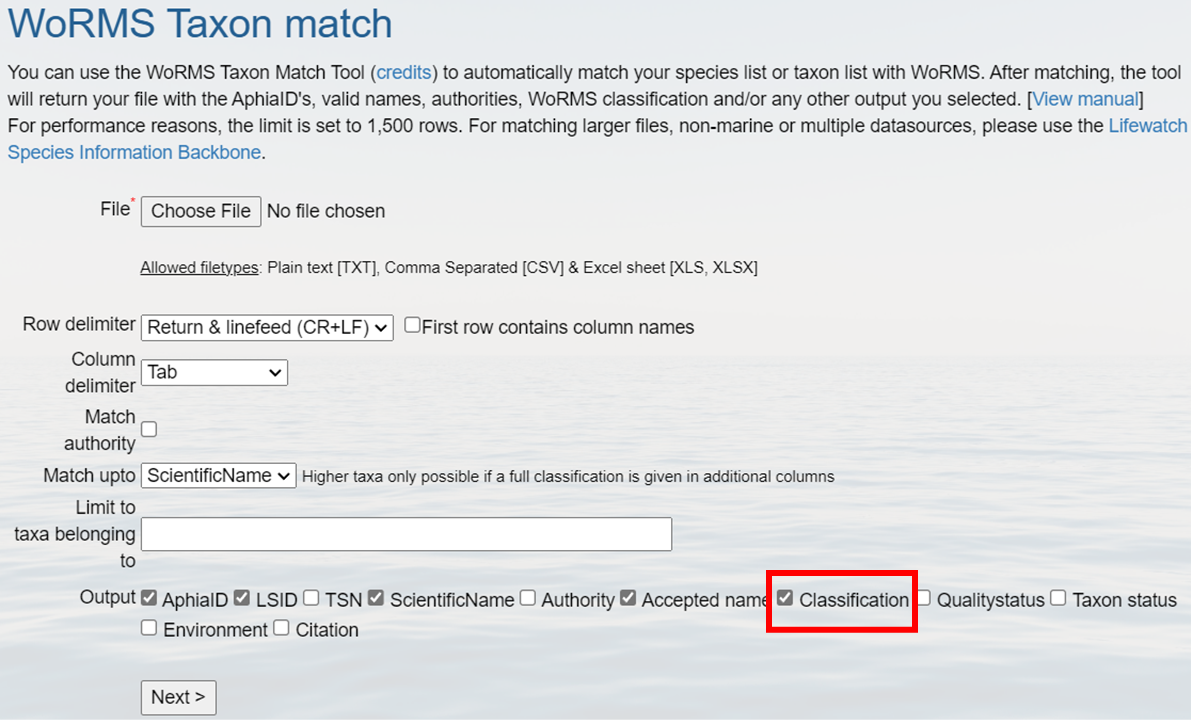 WoRMS Taxon match
You can use the WoRMS Taxon Match Tool (credits) to automatically match your species list or taxon list with WoRMS. After matching, the tool
will return your file with the AphiaID's, valid names, authorities, WoRMS classification and/or any other output you selected. [View manual]
For performance reasons, the limit is set to 1,500 rows. For matching larger files, non-marine or multiple datasources, please use the Lifewatch
Species Information Backbone.
File* Choose File No file chosen
Allowed filetypes: Plain text [TXT], Comma Separated [CSV] & Excel sheet [XLS, XLSX]
Row delimiter Return & linefeed (CR+LF) First row contains column names
Column
delimiter Tab
Match
authority
Match upto ScientificName Higher taxa only possible if a full classification is given in additional columns
Limit to
taxa belonging
to
Output AphiaID LSID TSN ScientificName Authority Accepted name Classification Qualitystatus Taxon status
Environment Citation
Next >